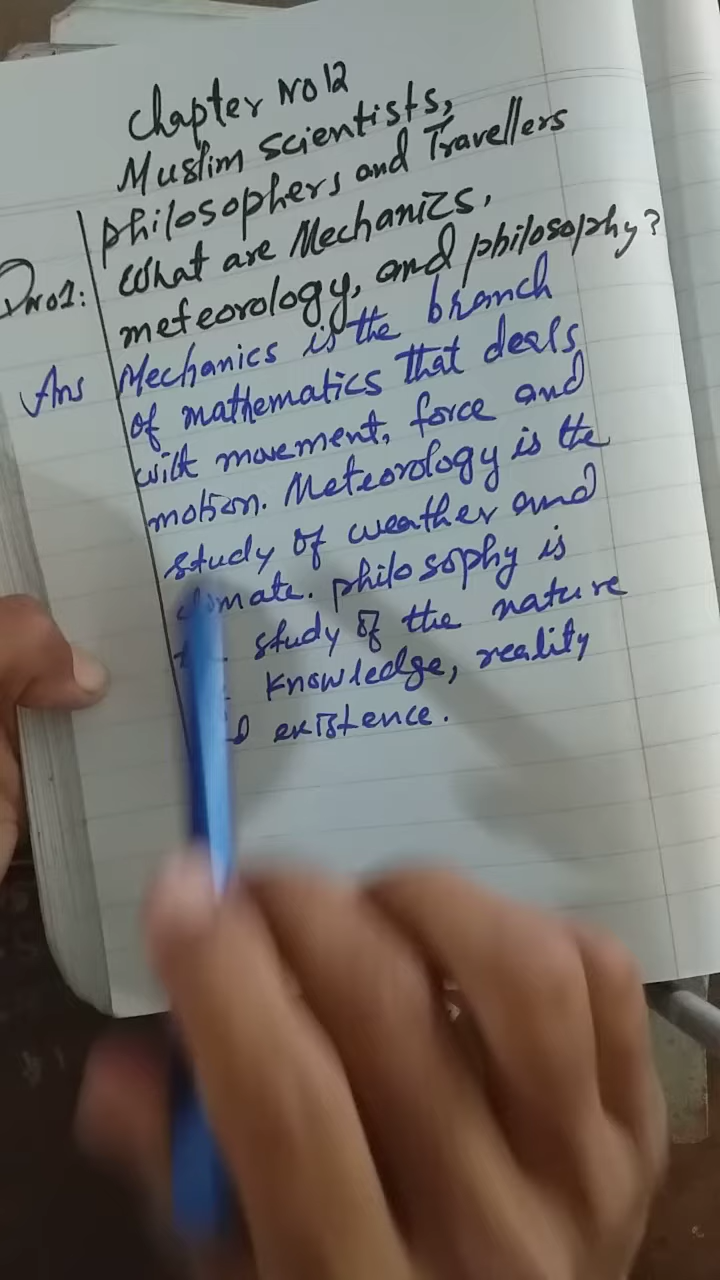 Chapter No 12
Muslim scientists,
philosophers and Travellers
Qno1: What are Mechanics,
meteorology, and philosophy?
Ans Mechanics is the branch
of mathematics that deals
with movement, force and
motion. Meteorology is the
study of weather and
climate. philosophy is
study of the nature
knowledge, reality
existence.